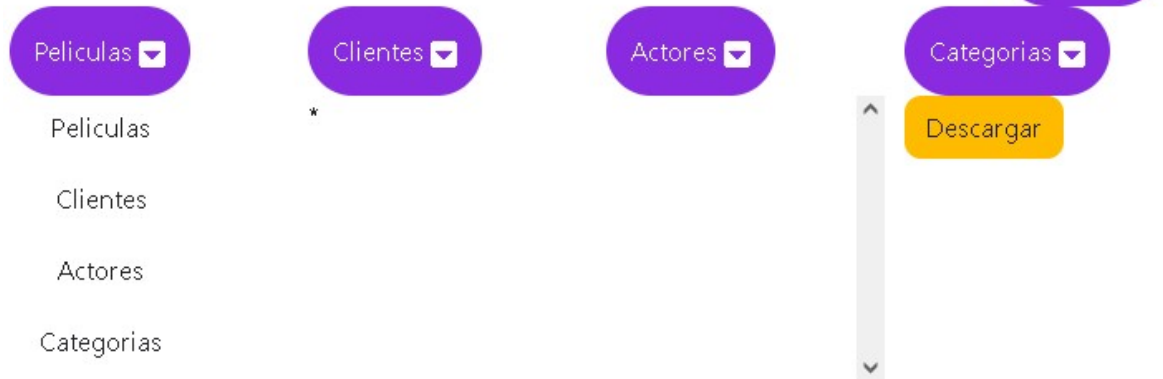 Peliculas Clientes Actores Categorias
Peliculas * Descargar
Clientes
Actores
Categorias